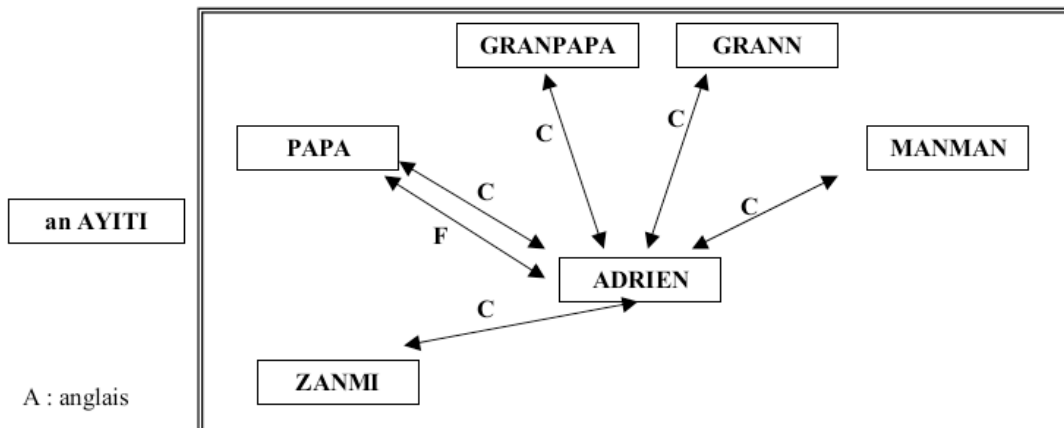 GRANPAPA
GRANN
C
C
PAPA
MANMAN
C
C
an AYITI
F
ADRIEN
C
ZANMI
A : anglais